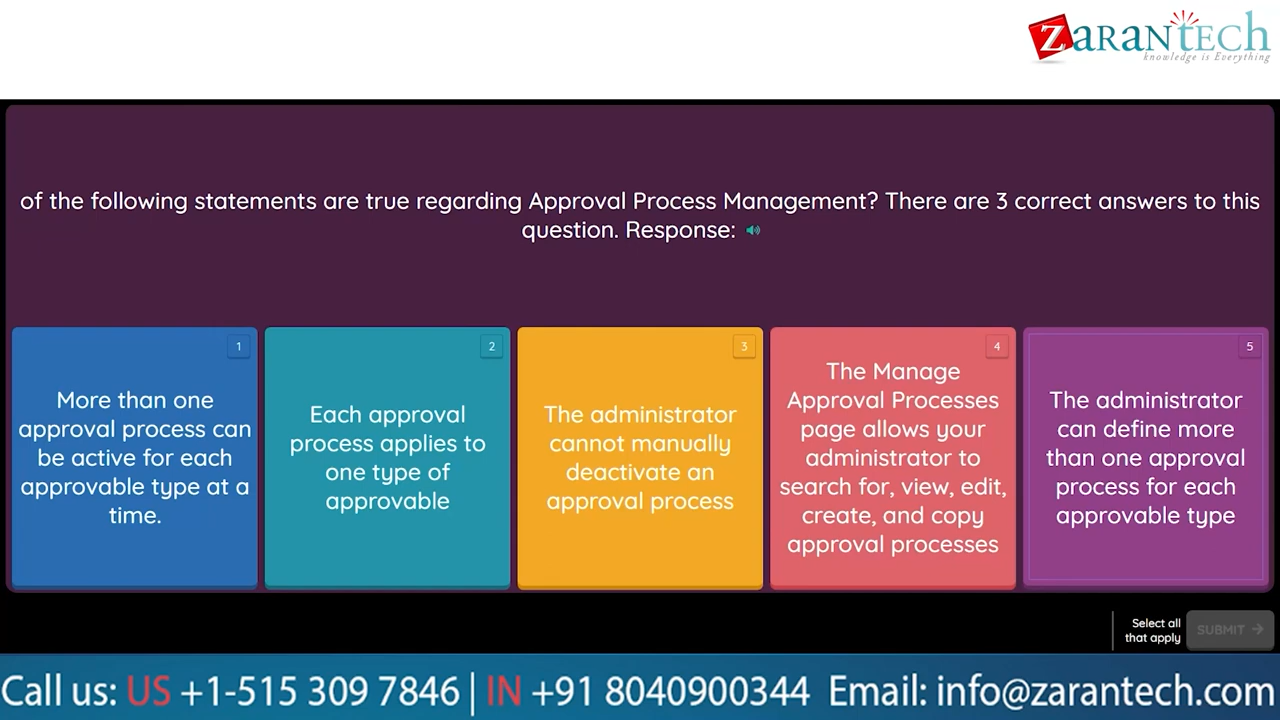 ZARANTECH
knowledge is Everything
of the following statements are true regarding Approval Process Management? There are 3 correct answers to this
question. Response:
1
More than one
approval process can
be active for each
approvable type at a
time.
2
Each approval
process applies to
one type of
approvable
3
The administrator
cannot manually
deactivate an
approval process
4
The Manage
Approval Processes
page allows your
administrator to
search for, view, edit,
create, and copy
approval processes
5
The administrator
can define more
than one approval
process for each
approvable type
Select all
that apply
SUBMIT
Call us: US +1-515 309 7846 | IN +91 8040900344 Email: info@zarantech.com